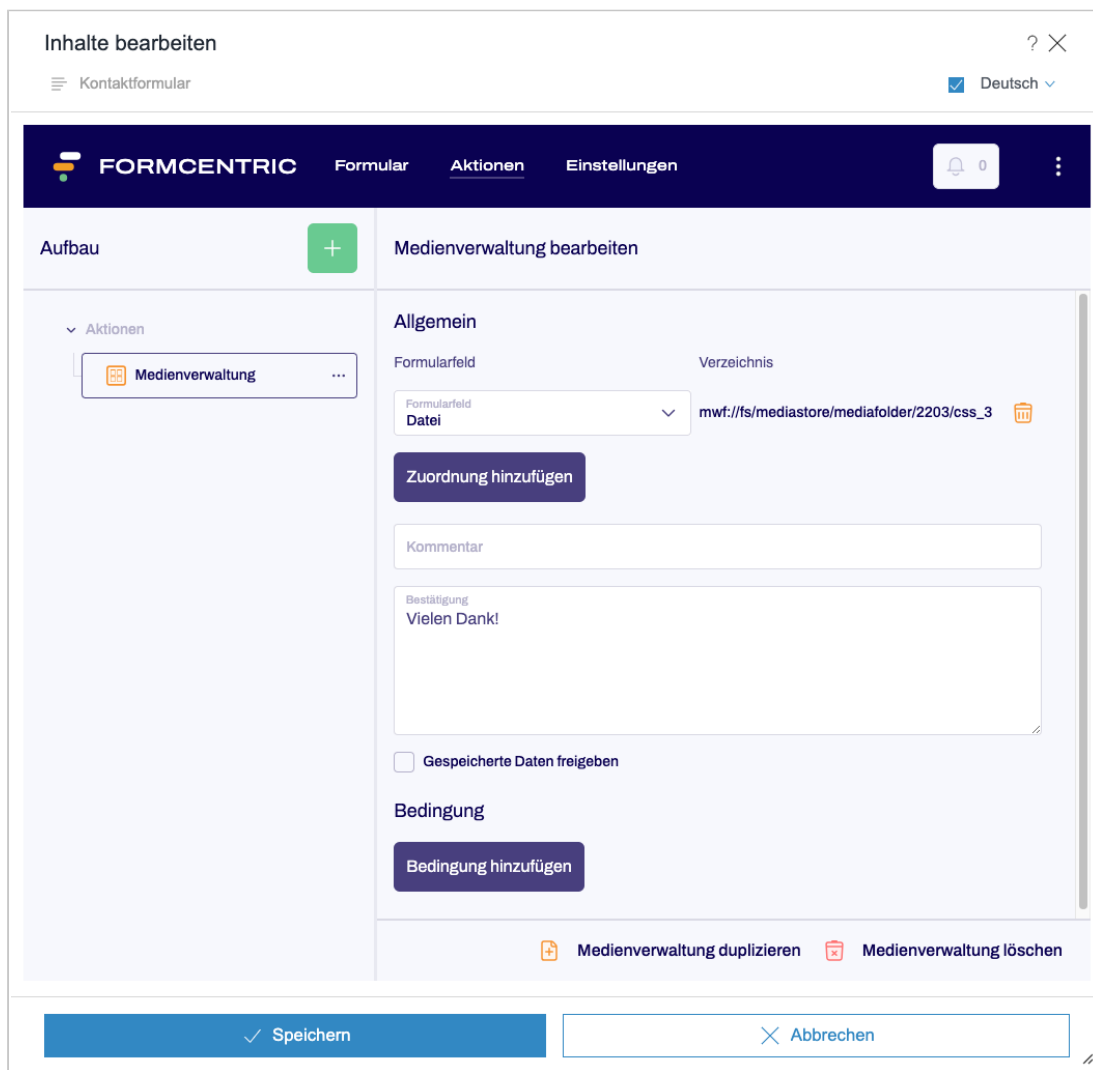 Inhalte bearbeiten
?
Kontaktformular
Deutsch
FORMCENTRIC
Formular
Aktionen
Einstellungen
0
Aufbau
Medienverwaltung bearbeiten
Aktionen
Medienverwaltung
Allgemein
Formularfeld
Verzeichnis
Formularfeld
Datei
mwf://fs/mediastore/mediafolder/2203/css_3
Zuordnung hinzufügen
Kommentar
Bestätigung
Vielen Dank!
Gespeicherte Daten freigeben
Bedingung
Bedingung hinzufügen
Medienverwaltung duplizieren
Medienverwaltung löschen
Speichern
Abbrechen